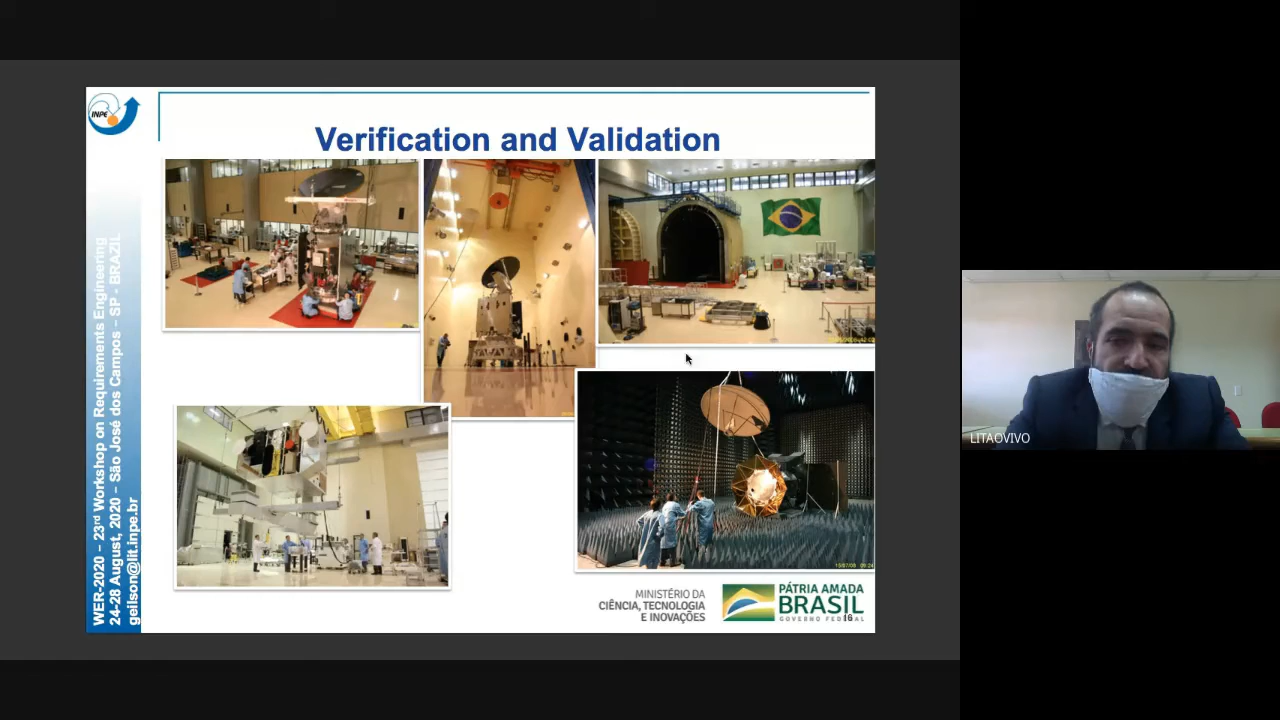 INPE
Verification and Validation
WER-2020 – 23rd Workshop on Requirements Engineering
24-28 August, 2020 – São José dos Campos – SP - BRAZIL
geilson@lit.inpe.br
MINISTÉRIO DA
CIÊNCIA, TECNOLOGIA
E INOVAÇÕES
PÁTRIA AMADA
BRASIL
GOVERNO FEDERAL
16
LITAOVIVO